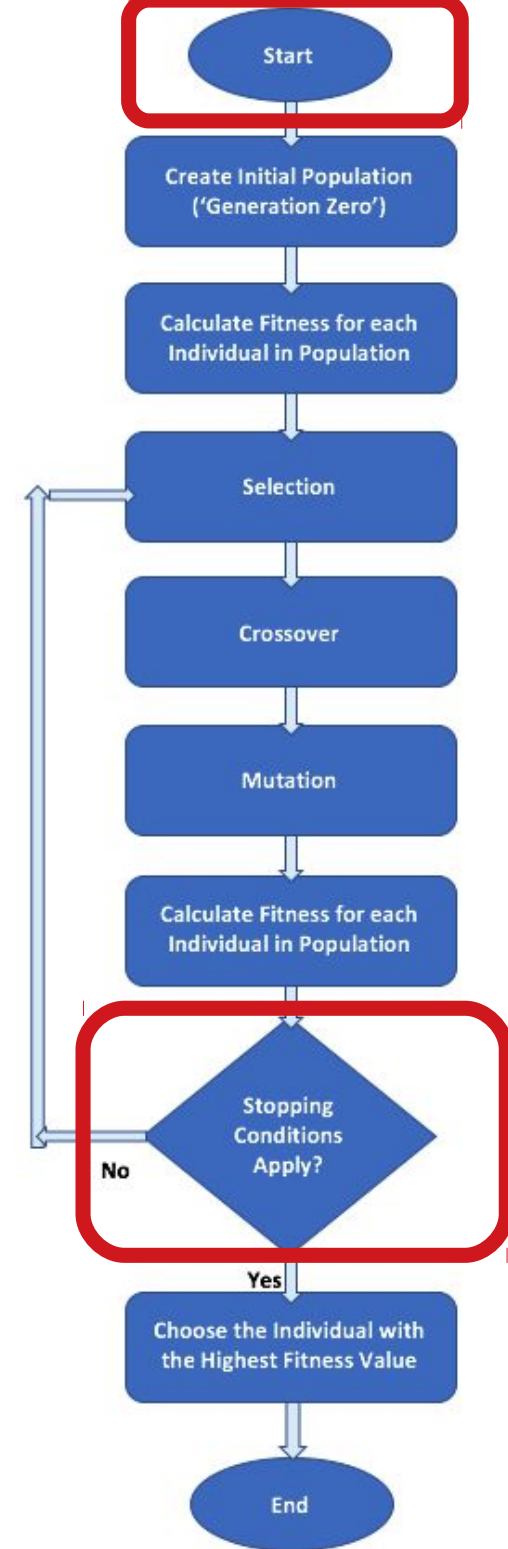 Start
Create Initial Population
(‘Generation Zero’)
Calculate Fitness for each
Individual in Population
Selection
Crossover
Mutation
Calculate Fitness for each
Individual in Population
Stopping
Conditions
Apply?
No
Yes
Choose the Individual with
the Highest Fitness Value
End